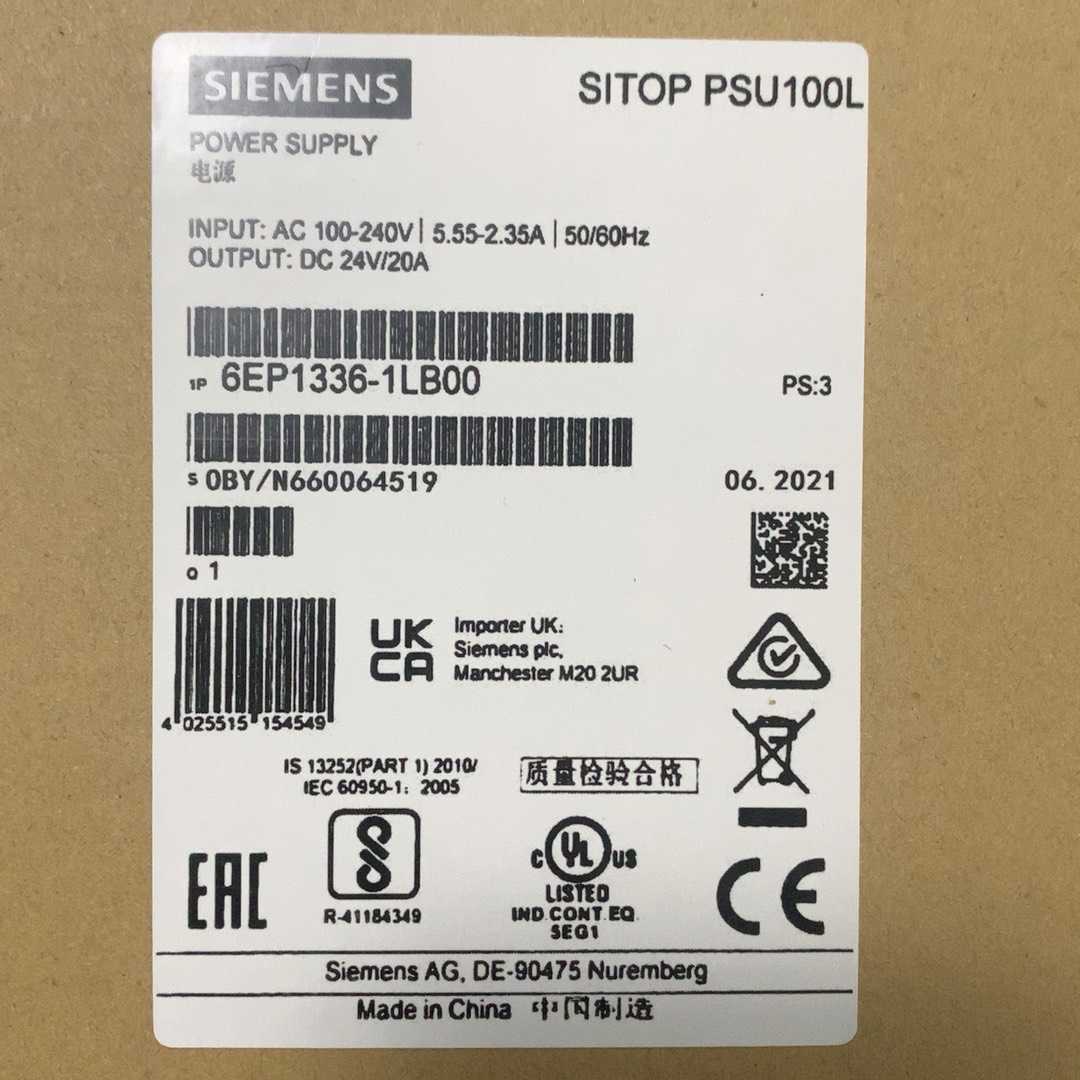 SIEMENS
SITOP PSU100L
POWER SUPPLY
电源
INPUT: AC 100-240V | 5.55-2.35A | 50/60Hz
OUTPUT: DC 24V/20A
1P 6EP1336-1LB00
PS:3
S 0BY/N660064519
06. 2021
Q 1
UK
CA
Importer UK:
Siemens plc,
Manchester M20 2UR
4 025515 154549
IS 13252(PART 1) 2010/
IEC 60950-1: 2005
质量检验合格
EAC
R-41184349
C UL US
LISTED
IND.CONT.EQ.
5EG1
CE
Siemens AG, DE-90475 Nuremberg
Made in China 中国制造